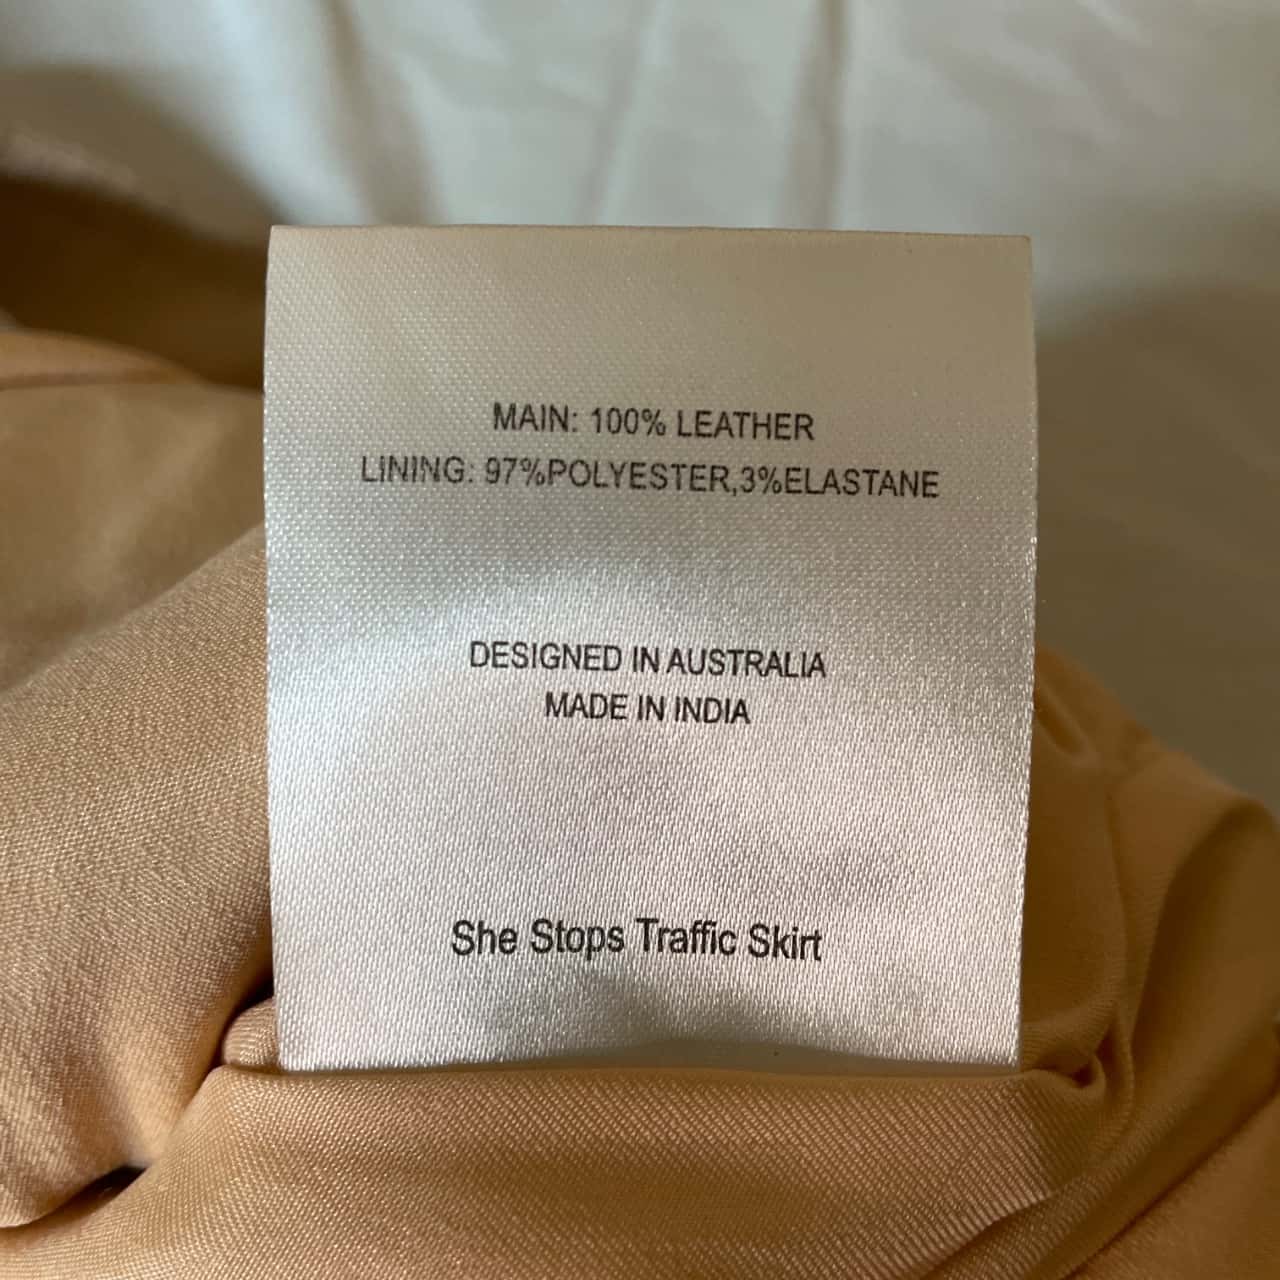 MAIN: 100% LEATHER
LINING: 97%POLYESTER,3%ELASTANE
DESIGNED IN AUSTRALIA
MADE IN INDIA
She Stops Traffic Skirt